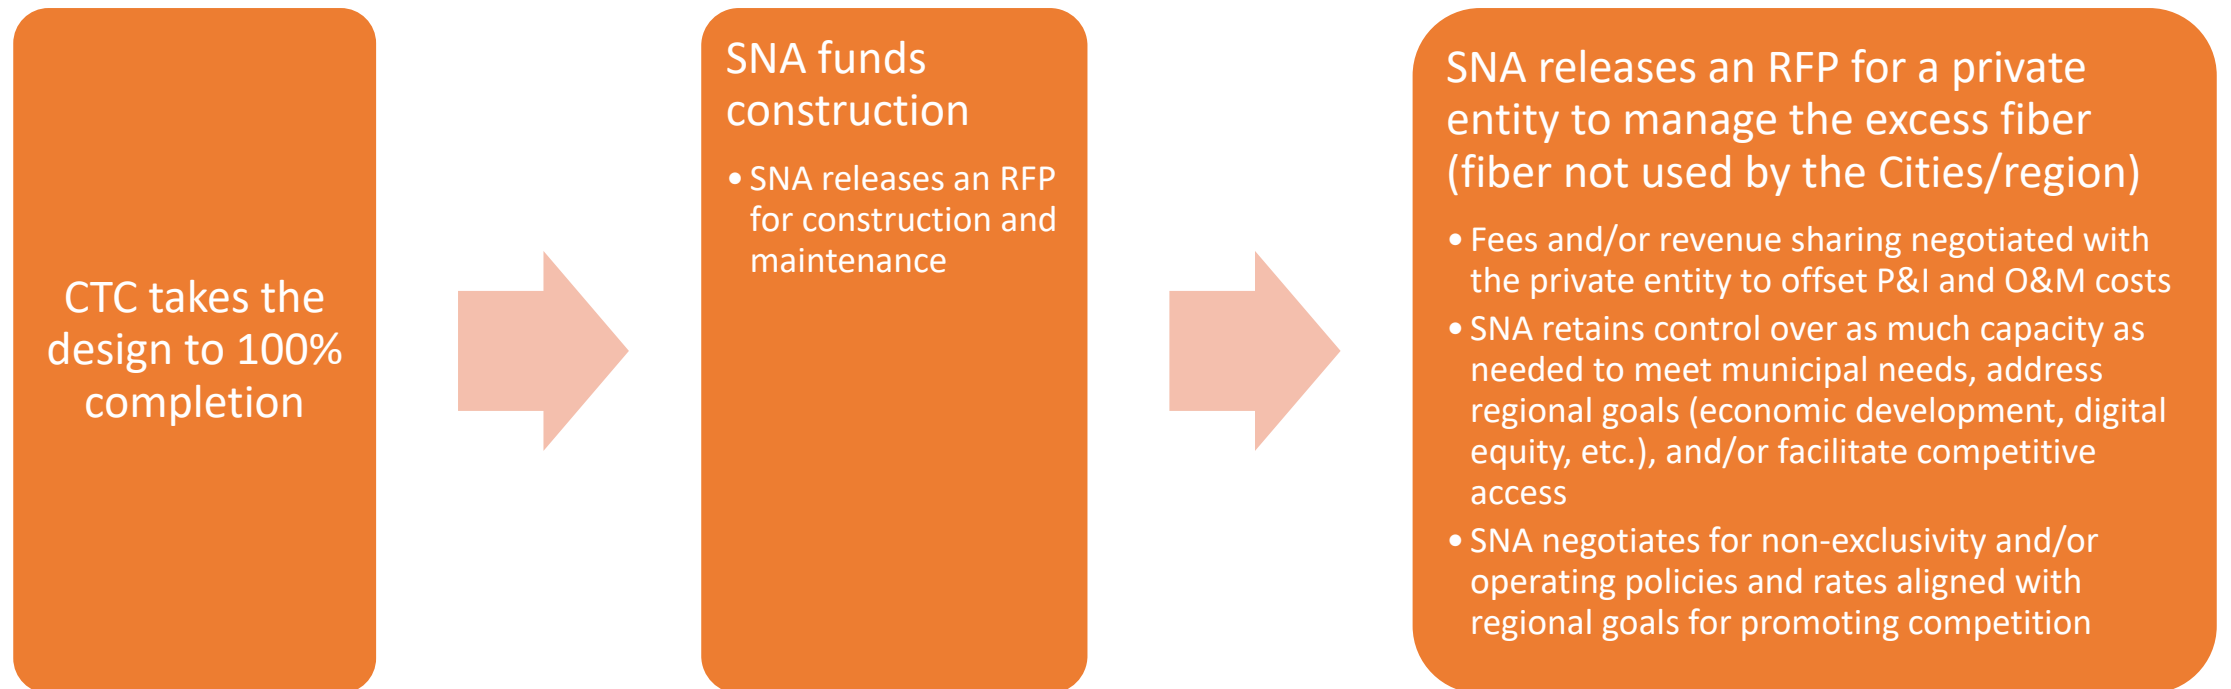 CTC takes the
design to 100%
completion
SNA funds
construction
• SNA releases an RFP
for construction and
maintenance
SNA releases an RFP for a private
entity to manage the excess fiber
(fiber not used by the Cities/region)
• Fees and/or revenue sharing negotiated with
the private entity to offset P&I and O&M costs
• SNA retains control over as much capacity as
needed to meet municipal needs, address
regional goals (economic development, digital
equity, etc.), and/or facilitate competitive
access
• SNA negotiates for non-exclusivity and/or
operating policies and rates aligned with
regional goals for promoting competition